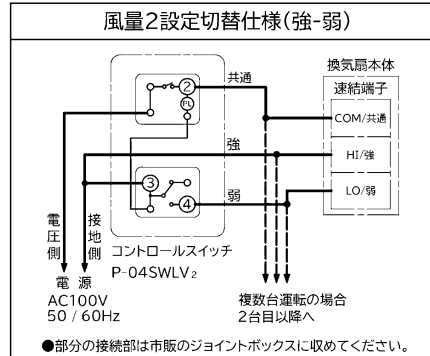 風量2設定切替仕様(強-弱)
換気扇本体
速結端子
共通
②
PL
COM/共通
強
HI/強
③
弱
LO/弱
④
電圧側
接地側
コントロールスイッチ
P-04SWLV₂
電 源
AC100V
50 / 60Hz
複数台運転の場合
2台目以降へ
●部分の接続部は市販のジョイントボックスに収めてください。